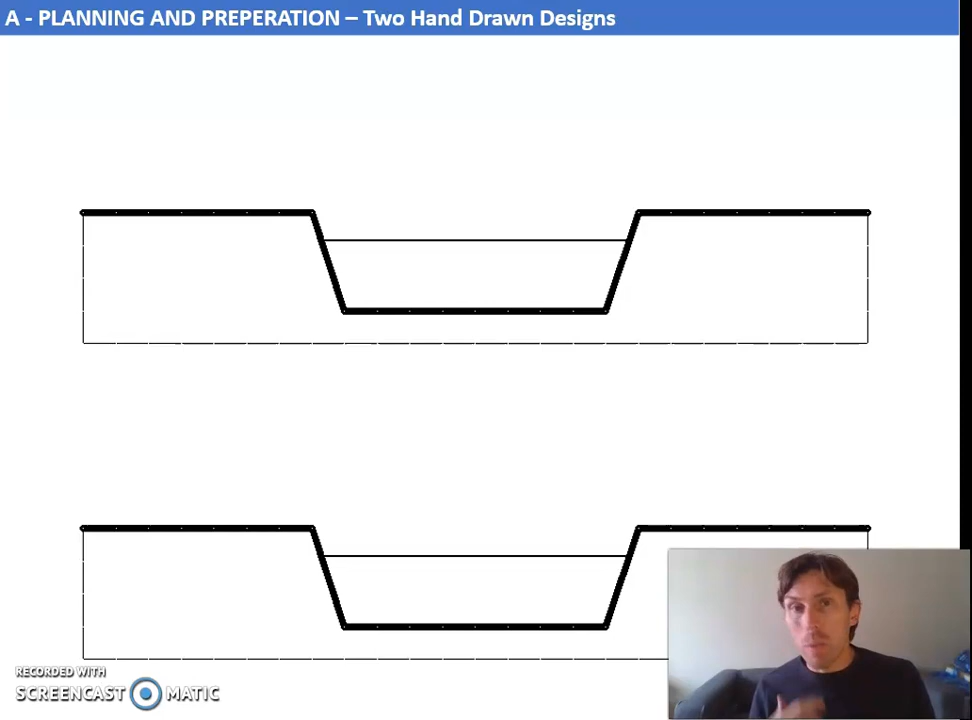 A - PLANNING AND PREPERATION – Two Hand Drawn Designs
RECORDED WITH
SCREENCAST MATIC